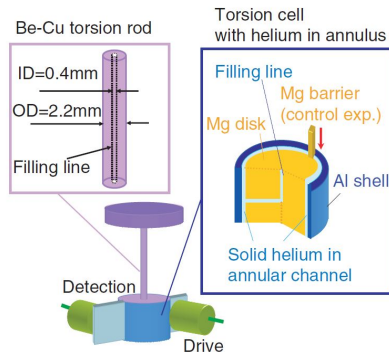 Be-Cu torsion rod
ID=0.4mm
OD=2.2mm
Filling line
Torsion cell
with helium in annulus
Filling line
Mg barrier
(control exp.)
Mg disk
Al shell
Solid helium in
annular channel
Detection
Drive